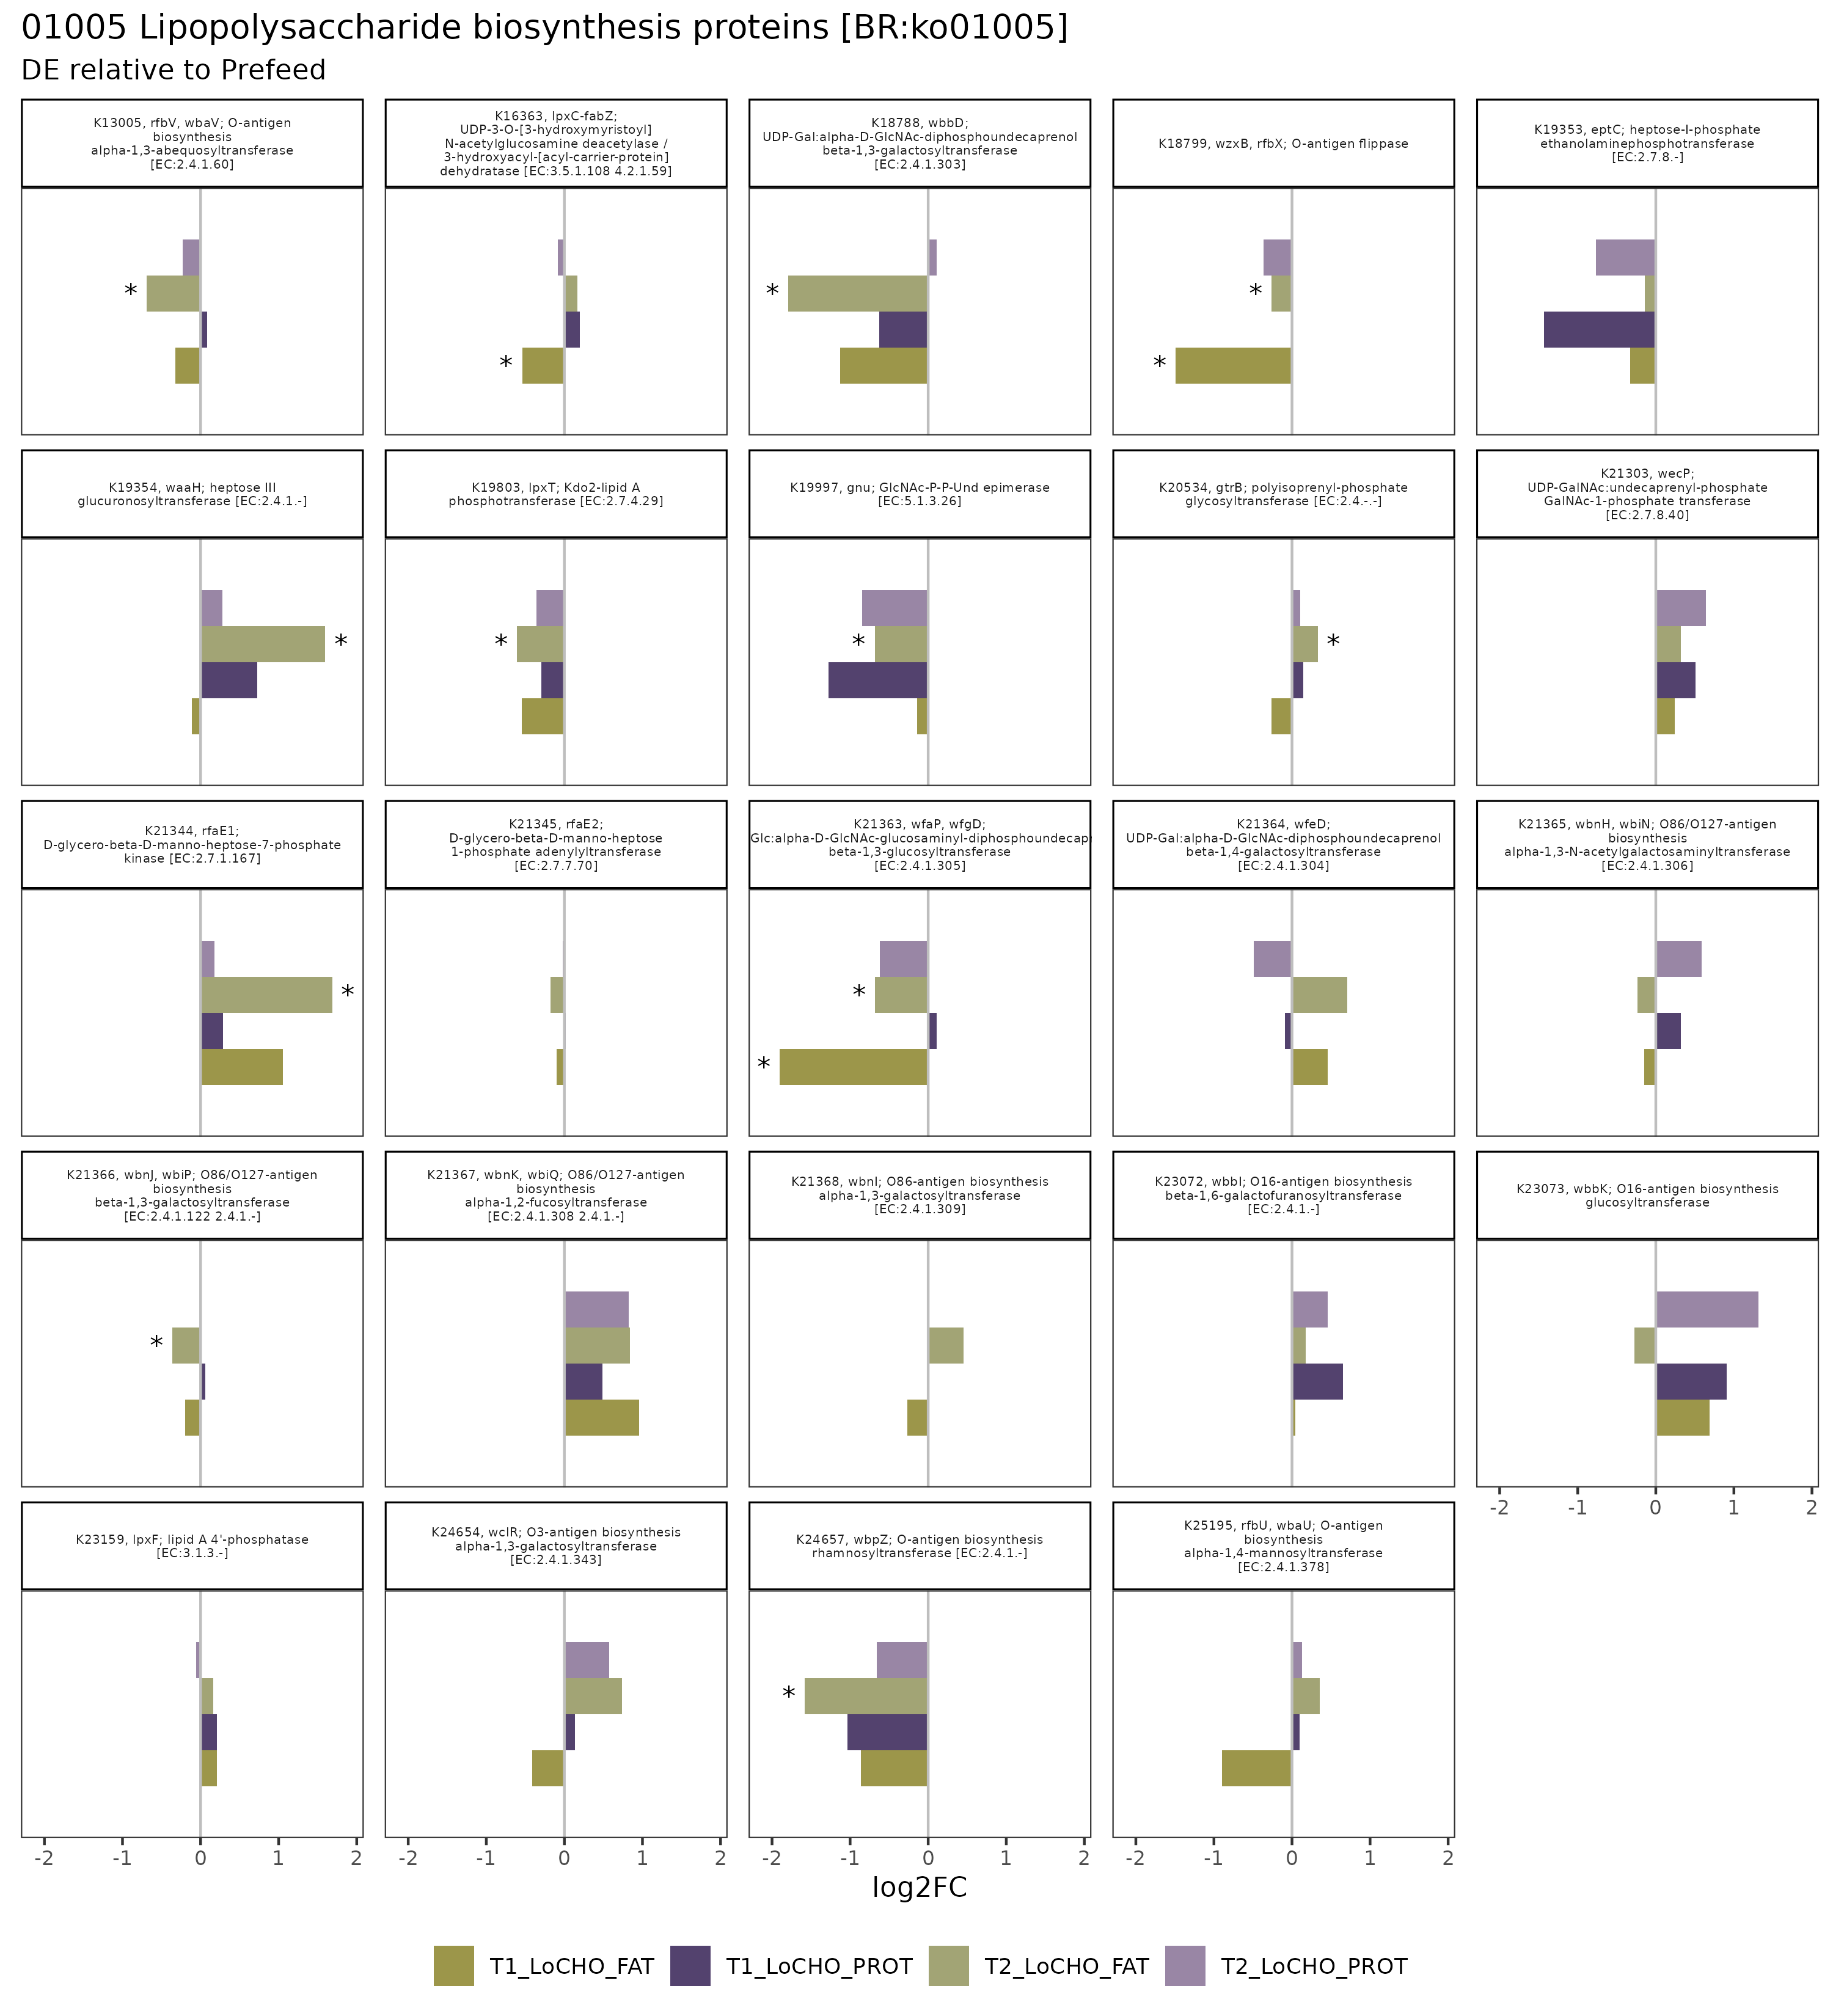 01005 Lipopolysaccharide biosynthesis proteins [BR:ko01005]
DE relative to Prefeed
K13005, rfbV, wbaV; O-antigen
biosynthesis
alpha-1,3-abequosyltransferase
[EC:2.4.1.60]
K16363, lpxC-fabZ;
UDP-3-O-[3-hydroxymyristoyl]
N-acetylglucosamine deacetylase /
3-hydroxyacyl-[acyl-carrier-protein]
dehydratase [EC:3.5.1.108 4.2.1.59]
K18788, wbbD;
UDP-Gal:alpha-D-GlcNAc-diphosphoundecaprenol
beta-1,3-galactosyltransferase
[EC:2.4.1.303]
K18799, wzxB, rfbX; O-antigen flippase
K19353, eptC; heptose-I-phosphate
ethanolaminephosphotransferase
[EC:2.7.8.-]
*
*
*
*
*
K19354, waaH; heptose III
glucuronosyltransferase [EC:2.4.1.-]
K19803, lpxT; Kdo2-lipid A
phosphotransferase [EC:2.7.4.29]
K19997, gnu; GlcNAc-P-P-Und epimerase
[EC:5.1.3.26]
K20534, gtrB; polyisoprenyl-phosphate
glycosyltransferase [EC:2.4.-.-]
K21303, wecP;
UDP-GalNAc:undecaprenyl-phosphate
GalNAc-1-phosphate transferase
[EC:2.7.8.40]
*
*
*
*
K21344, rfaE1;
D-glycero-beta-D-manno-heptose-7-phosphate
kinase [EC:2.7.1.167]
K21345, rfaE2;
D-glycero-beta-D-manno-heptose
1-phosphate adenylyltransferase
[EC:2.7.7.70]
K21363, wfaP, wfgD;
Glc:alpha-D-GlcNAc-glucosaminyl-diphosphoundecapr
beta-1,3-glucosyltransferase
[EC:2.4.1.305]
K21364, wfeD;
UDP-Gal:alpha-D-GlcNAc-diphosphoundecaprenol
beta-1,4-galactosyltransferase
[EC:2.4.1.304]
K21365, wbnH, wbiN; O86/O127-antigen
biosynthesis
alpha-1,3-N-acetylgalactosaminyltransferase
[EC:2.4.1.306]
*
*
*
K21366, wbnJ, wbiP; O86/O127-antigen
biosynthesis
beta-1,3-galactosyltransferase
[EC:2.4.1.122 2.4.1.-]
K21367, wbnK, wbiQ; O86/O127-antigen
biosynthesis
alpha-1,2-fucosyltransferase
[EC:2.4.1.308 2.4.1.-]
K21368, wbnI; O86-antigen biosynthesis
alpha-1,3-galactosyltransferase
[EC:2.4.1.309]
K23072, wbbI; O16-antigen biosynthesis
beta-1,6-galactofuranosyltransferase
[EC:2.4.1.-]
K23073, wbbK; O16-antigen biosynthesis
glucosyltransferase
*
-2 -1 0 1 2
K23159, lpxF; lipid A 4'-phosphatase
[EC:3.1.3.-]
K24654, wclR; O3-antigen biosynthesis
alpha-1,3-galactosyltransferase
[EC:2.4.1.343]
K24657, wbpZ; O-antigen biosynthesis
rhamnosyltransferase [EC:2.4.1.-]
K25195, rfbU, wbaU; O-antigen
biosynthesis
alpha-1,4-mannosyltransferase
[EC:2.4.1.378]
*
-2 -1 0 1 2
-2 -1 0 1 2
-2 -1 0 1 2
-2 -1 0 1 2
log2FC
T1_LoCHO_FAT T1_LoCHO_PROT T2_LoCHO_FAT T2_LoCHO_PROT